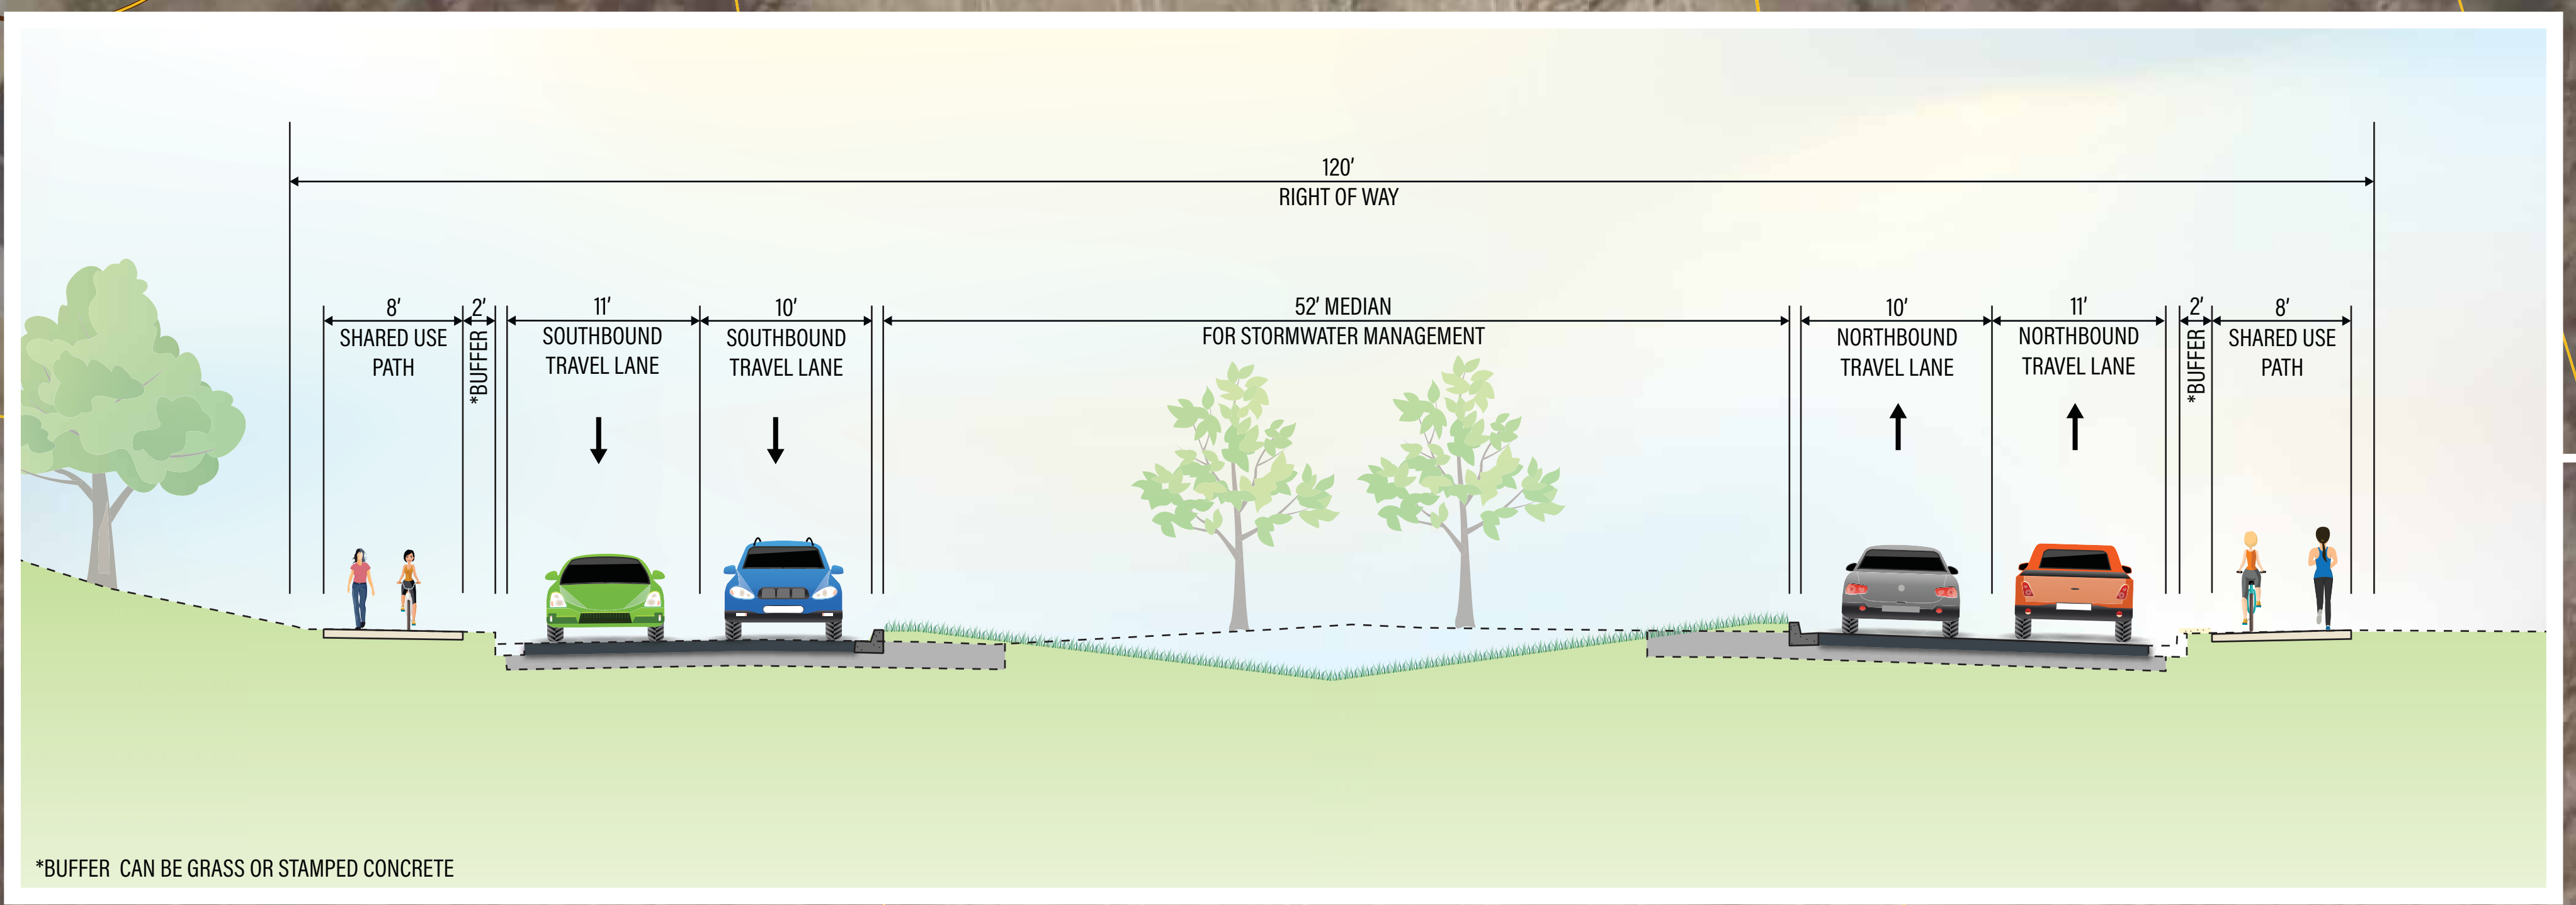 120’
RIGHT OF WAY
8’
SHARED USE
PATH
2’
*BUFFER
11’
SOUTHBOUND
TRAVEL LANE
10’
SOUTHBOUND
TRAVEL LANE
52’ MEDIAN
FOR STORMWATER MANAGEMENT
10’
NORTHBOUND
TRAVEL LANE
11’
NORTHBOUND
TRAVEL LANE
2’
*BUFFER
8’
SHARED USE
PATH
*BUFFER CAN BE GRASS OR STAMPED CONCRETE